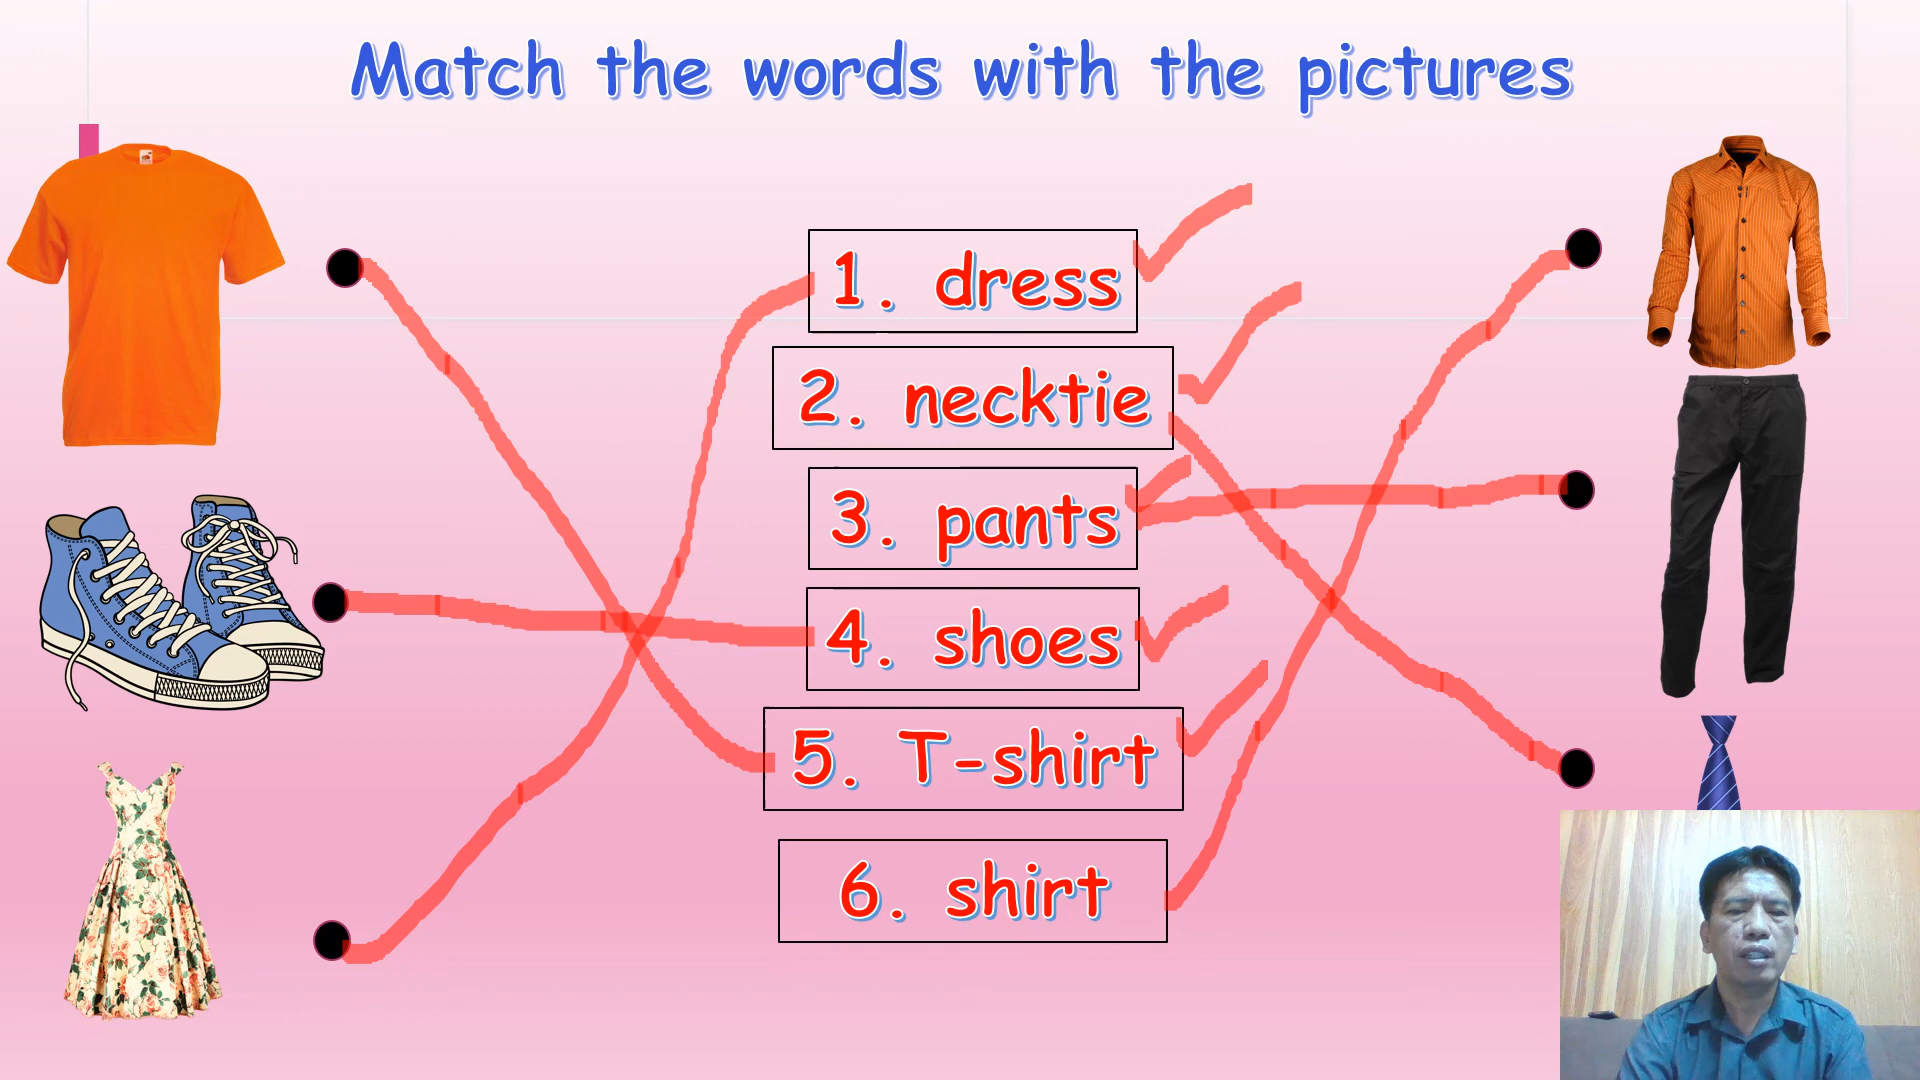 Match the words with the pictures
1. dress
2. necktie
3. pants
4. shoes
5. T-shirt
6. shirt